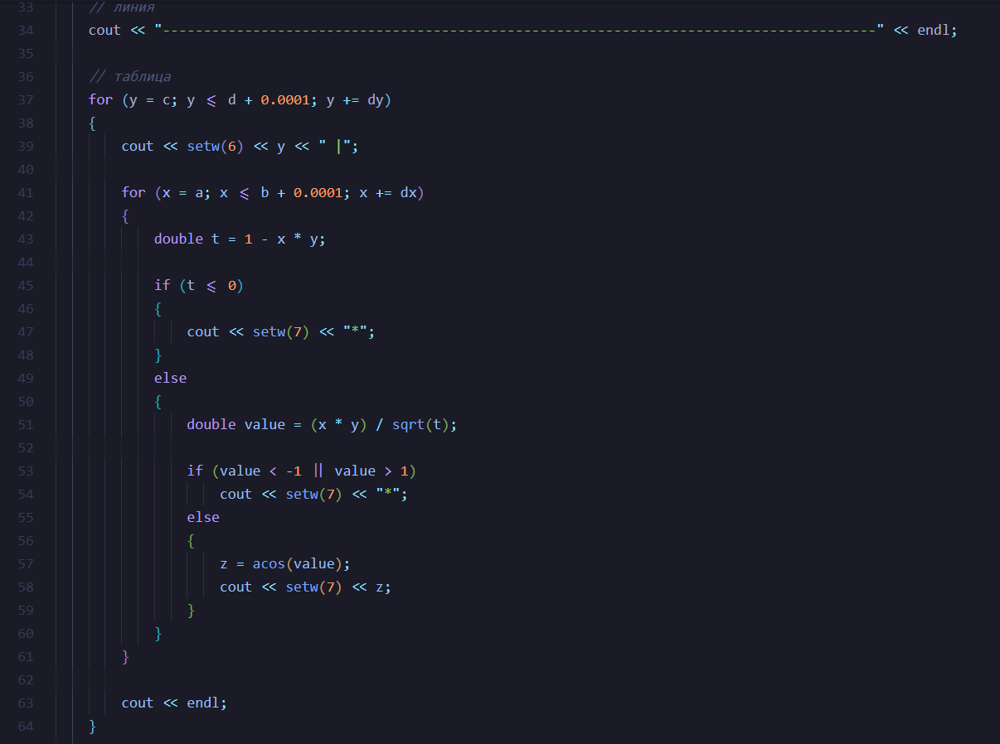 33 // линия
34 cout << "---------------------------------------------------------------------------------------" << endl;
35
36 // таблица
37 for (y = c; y <= d + 0.0001; y += dy)
38 {
39 cout << setw(6) << y << " |";
40
41 for (x = a; x <= b + 0.0001; x += dx)
42 {
43 double t = 1 - x * y;
44
45 if (t <= 0)
46 {
47 cout << setw(7) << "*";
48 }
49 else
50 {
51 double value = (x * y) / sqrt(t);
52
53 if (value < -1 || value > 1)
54 cout << setw(7) << "*";
55 else
56 {
57 z = acos(value);
58 cout << setw(7) << z;
59 }
60 }
61 }
62
63 cout << endl;
64 }